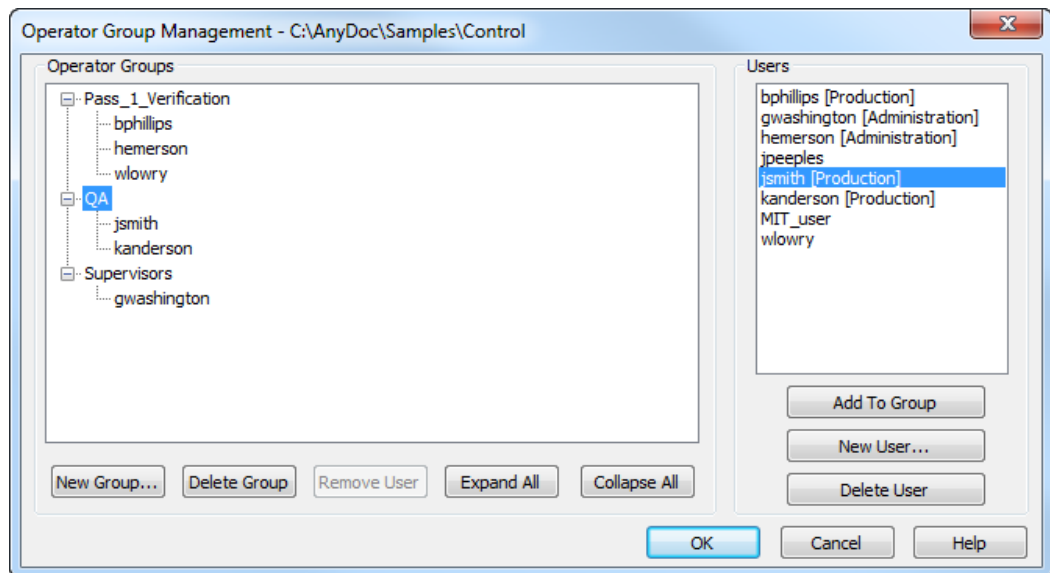 Operator Group Management - C:\AnyDoc\Samples\Control
Operator Groups
Pass_1_Verification
bphillips
hemerson
wlowry
QA
jsmith
kanderson
Supervisors
gwashington
New Group...
Delete Group
Remove User
Expand All
Collapse All
Users
bphillips [Production]
gwashington [Administration]
hemerson [Administration]
jpeeples
jsmith [Production]
kanderson [Production]
MIT_user
wlowry
Add To Group
New User...
Delete User
OK
Cancel
Help